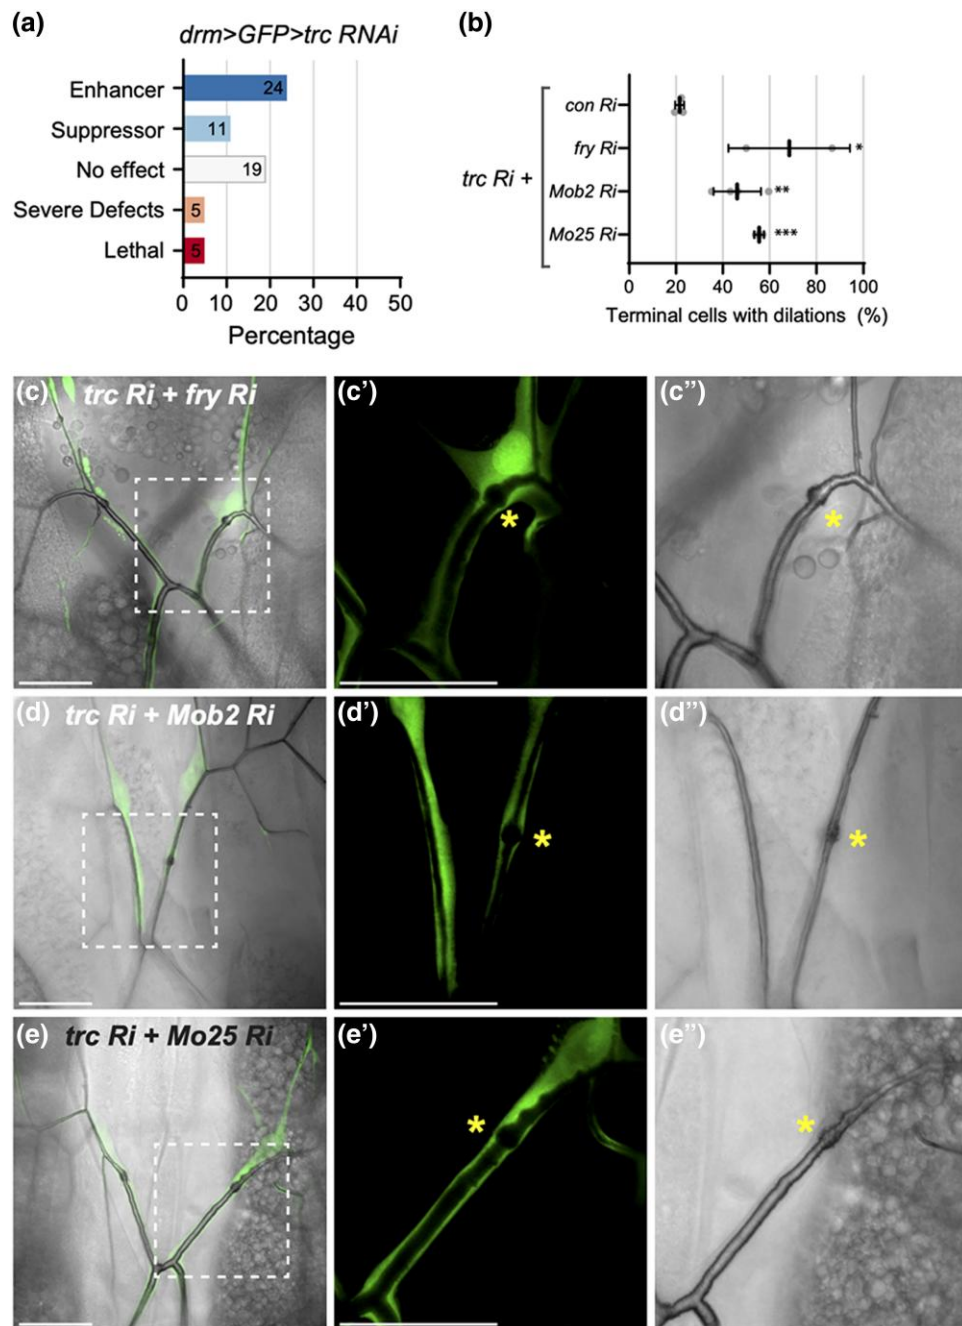 (a)
drm>GFP>trc RNAi
Enhancer
24
Suppressor
11
No effect
19
Severe Defects
5
Lethal
5
0 10 20 30 40 50
Percentage
(b)
trc Ri +
con Ri
fry Ri
*
Mob2 Ri
**
Mo25 Ri
***
0 20 40 60 80 100
Terminal cells with dilations (%)
(c) trc Ri + fry Ri
(c')
*
(c")
*
(d) trc Ri + Mob2 Ri
(d')
*
(d")
*
(e) trc Ri + Mo25 Ri
(e')
*
(e")
*